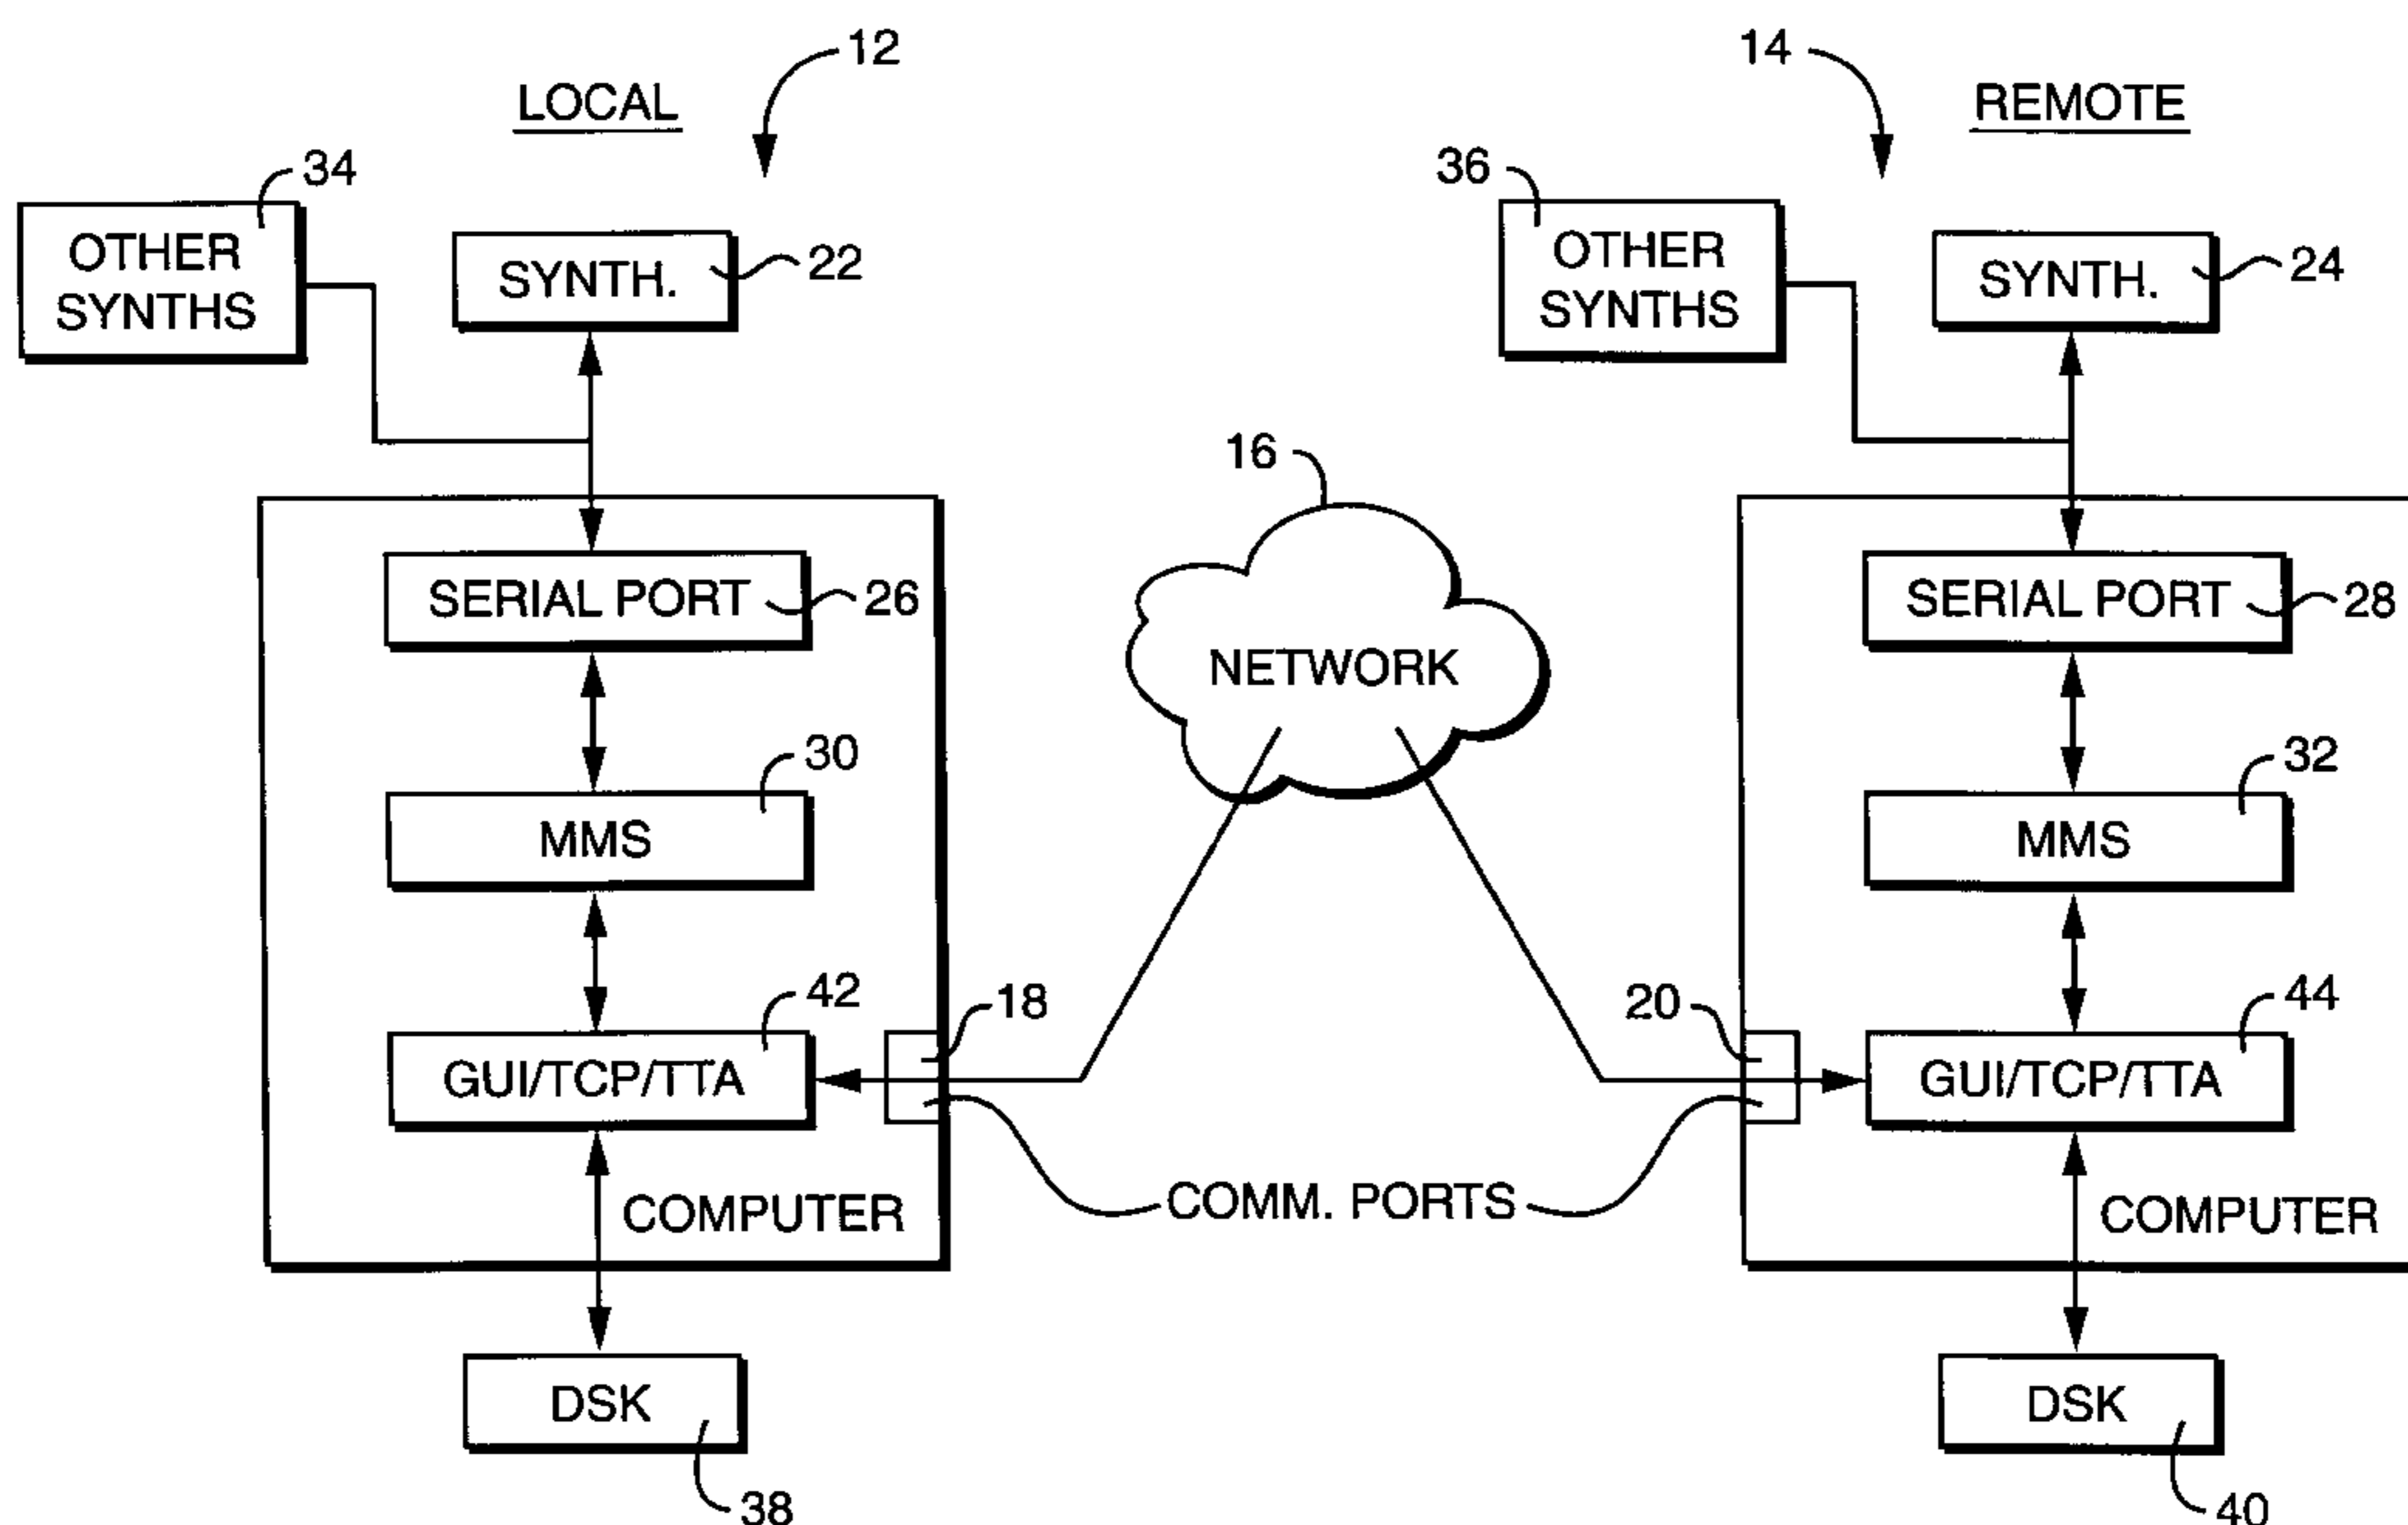 12
14
LOCAL
REMOTE
34
36
OTHER
SYNTHS
SYNTH.
22
OTHER
SYNTHS
SYNTH.
24
16
SERIAL PORT
26
NETWORK
SERIAL PORT
28
30
MMS
32
MMS
42
18
GUI/TCP/TTA
20
44
GUI/TCP/TTA
COMPUTER
COMM. PORTS
COMPUTER
DSK
38
DSK
40